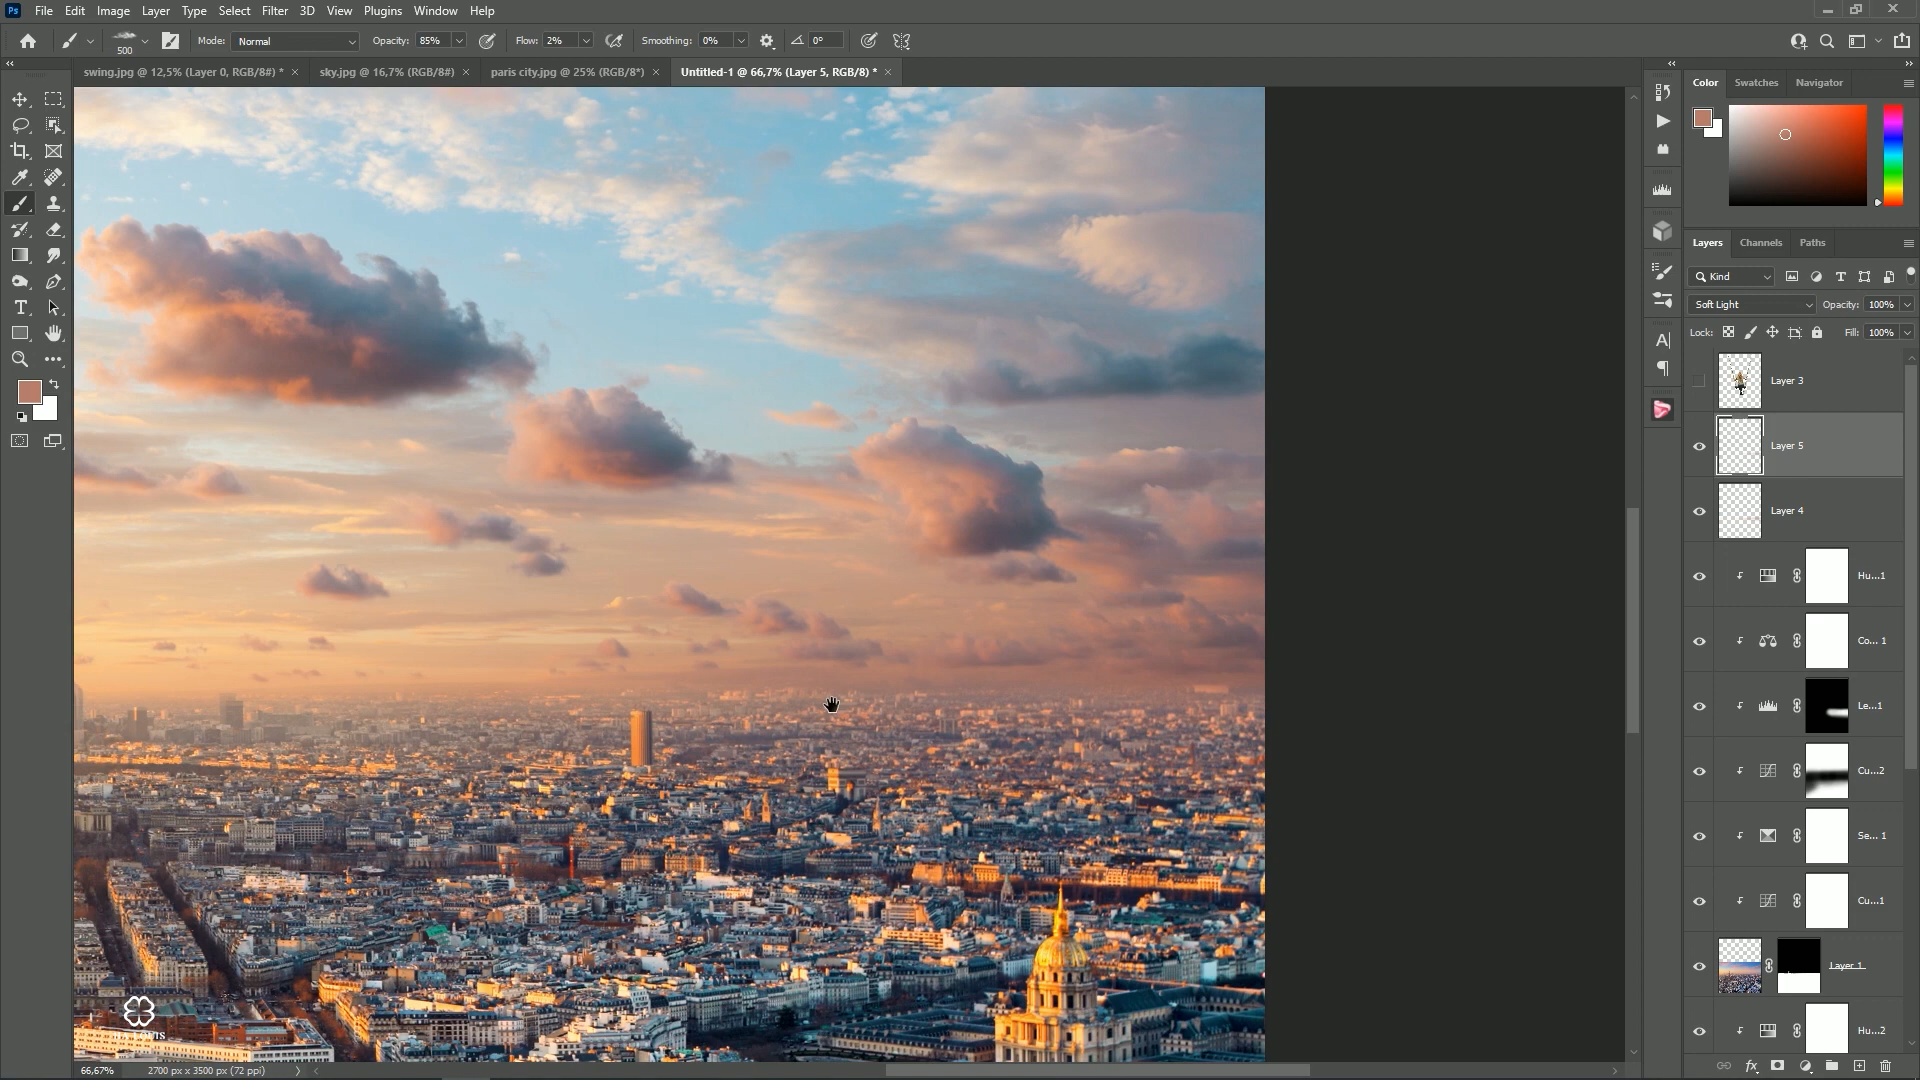 Ps File Edit Image Layer Type Select Filter 3D View Plugins Window Help
500 Mode: Normal Opacity: 85% Flow: 2% Smoothing: 0% 0°
swing.jpg @ 12,5% (Layer 0, RGB/8#) * sky.jpg @ 16,7% (RGB/8#) paris city.jpg @ 25% (RGB/8*) Untitled-1 @ 66,7% (Layer 5, RGB/8) *
Color Swatches Navigator
Layers Channels Paths
Kind
Soft Light Opacity: 100%
Lock: Fill: 100%
Layer 3
Layer 5
Layer 4
Hu...1
Co... 1
Le...1
Cu...2
Se... 1
Cu...1
Layer 1
Hu...2
66,67% 2700 px x 3500 px (72 ppi)